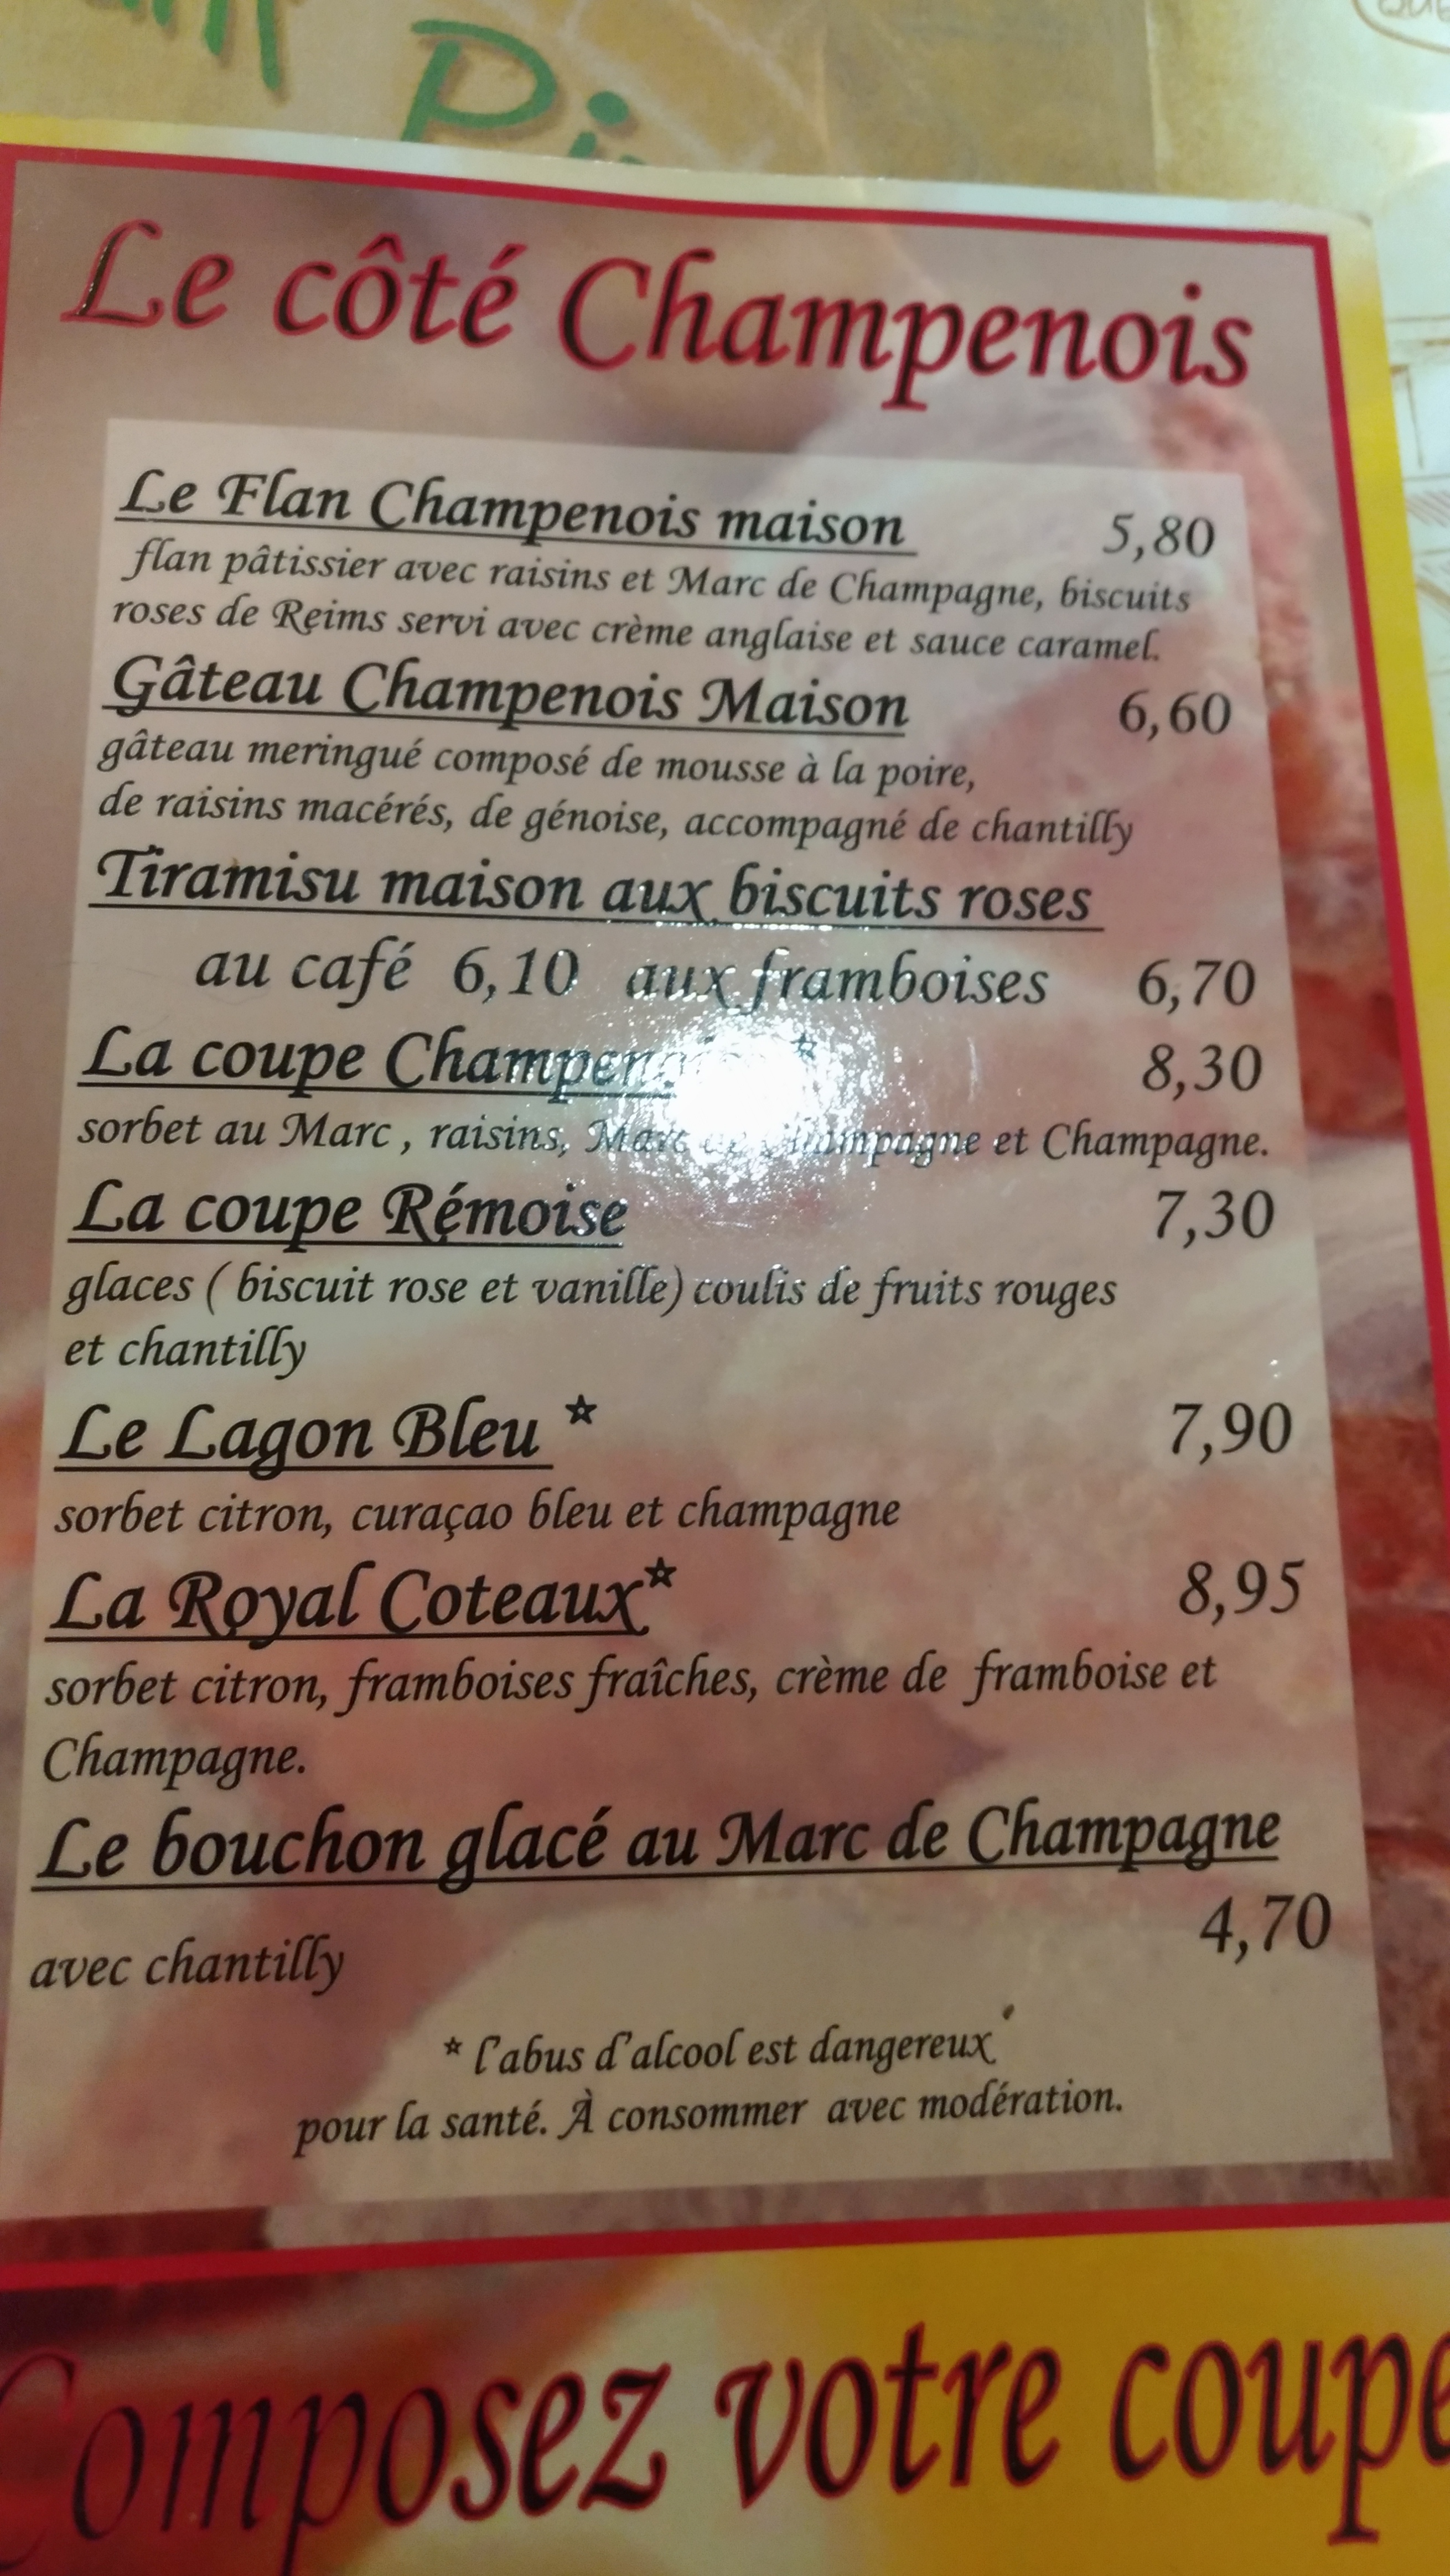 Pi
Le côté Champenois
Le Flan Champenois maison 5,80
flan pâtissier avec raisins et Marc de Champagne, biscuits
roses de Reims servi avec crème anglaise et sauce caramel.
Gâteau Champenois Maison 6,60
gâteau meringué composé de mousse à la poire,
de raisins macérés, de génoise, accompagné de chantilly
Tiramisu maison aux biscuits roses
au café 6,10 aux framboises 6,70
La coupe * 8,30
sorbet au Marc , raisins, Marc de Champagne et Champagne.
La coupe Rémoise 7,30
glaces ( biscuit rose et vanille) coulis de fruits rouges
et chantilly
Le Lagon Bleu * 7,90
sorbet citron, curaçao bleu et champagne
La Royal Coteaux* 8,95
sorbet citron, framboises fraîches, crème de framboise et
Champagne.
Le bouchon glacé au Marc de Champagne
4,70
avec chantilly
* l'abus d'alcool est dangereux
pour la santé. À consommer avec modération.
Composez votre coupe